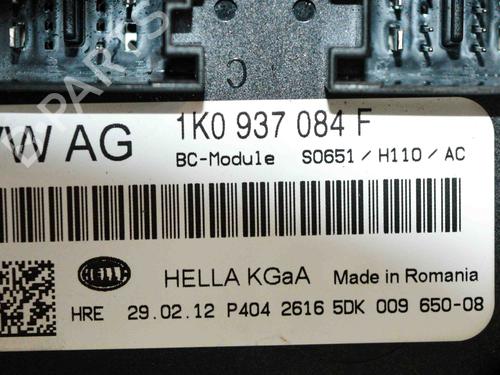 C
VW AG
1K0 937 084 F
BC-Module S0651 / H110 / AC
HELLA
HELLA KGaA Made in Romania
HRE 29.02.12 P404 2616 5DK 009 650-08